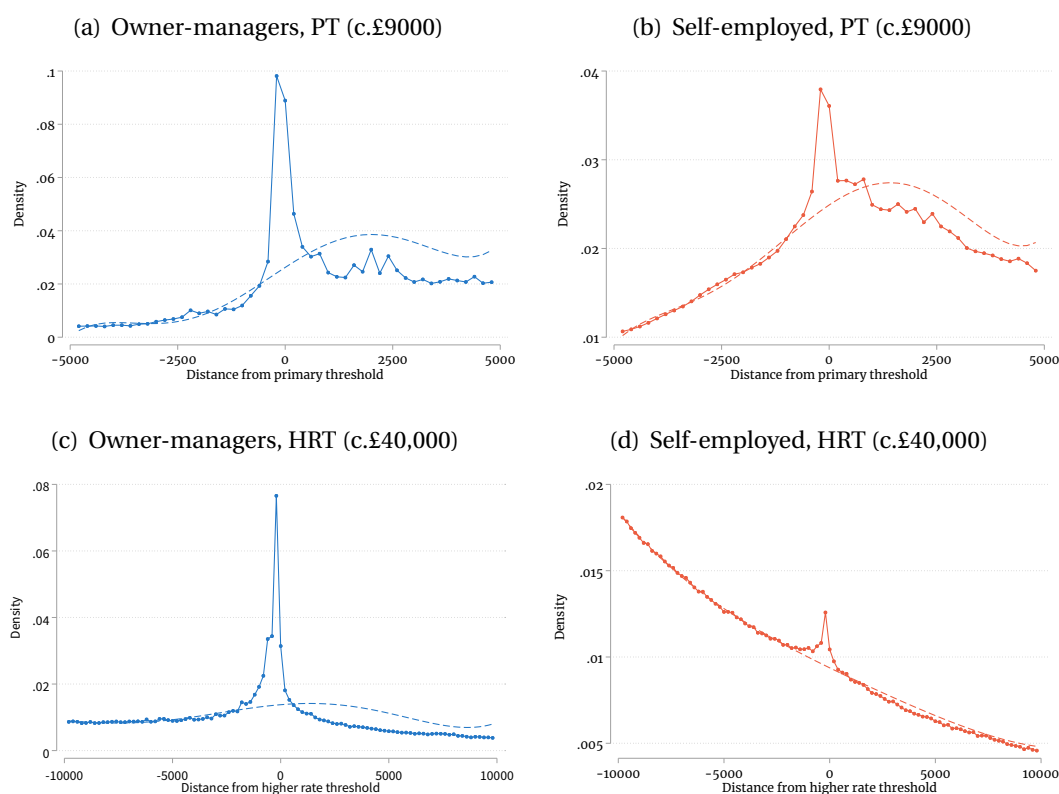 (a) Owner-managers, PT (c.£9000)
.1
.08
.06
.04
.02
0
Density
−5000 −2500 0 2500 5000
Distance from primary threshold
(b) Self-employed, PT (c.£9000)
.04
.03
.02
.01
Density
−5000 −2500 0 2500 5000
Distance from primary threshold
(c) Owner-managers, HRT (c.£40,000)
.08
.06
.04
.02
0
Density
-10000 -5000 0 5000 10000
Distance from higher rate threshold
(d) Self-employed, HRT (c.£40,000)
.02
.015
.01
.005
Density
−10000 −5000 0 5000 10000
Distance from higher rate threshold